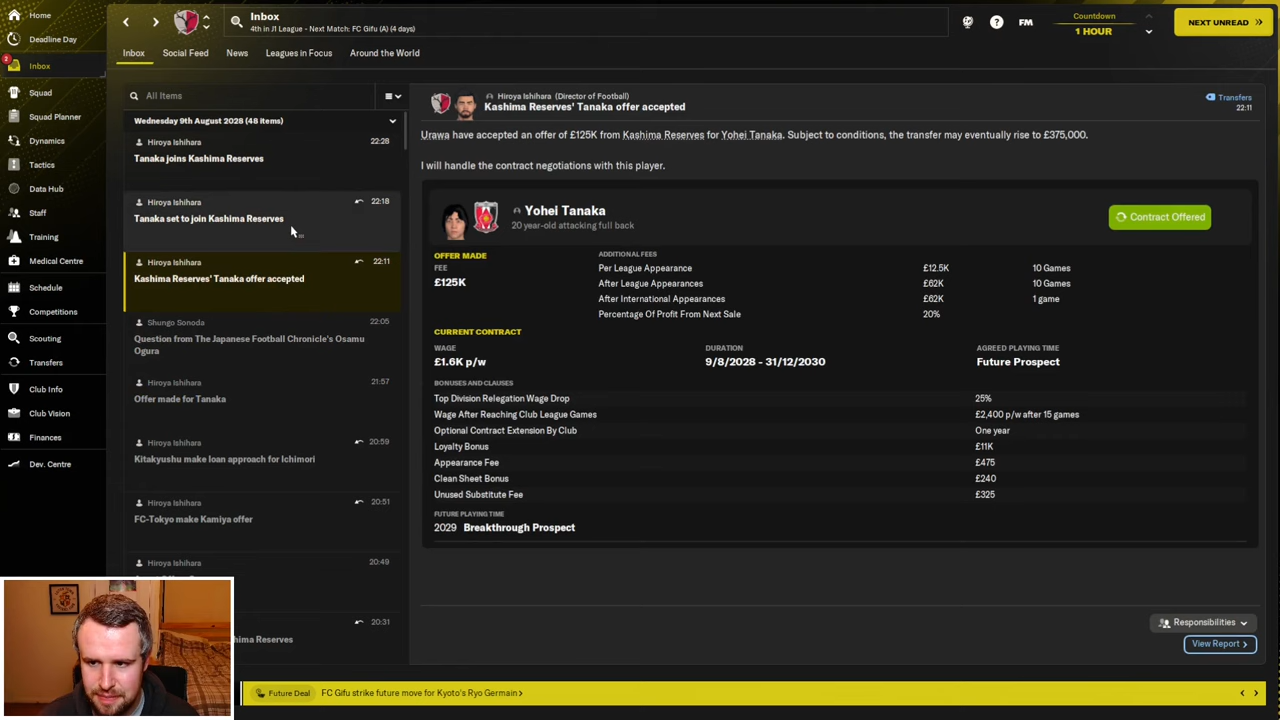 Home
Deadline Day
2
Inbox
Squad
Squad Planner
Dynamics
Tactics
Data Hub
Staff
Training
Medical Centre
Schedule
Competitions
Scouting
Transfers
Club Info
Club Vision
Finances
Dev. Centre
Inbox
4th in J1 League - Next Match: FC Gifu (A) (4 days)
FM
Countdown
1 HOUR
NEXT UNREAD
Inbox
Social Feed
News
Leagues in Focus
Around the World
All Items
Wednesday 9th August 2028 (48 items)
Hiroya Ishihara
22:28
Tanaka joins Kashima Reserves
Hiroya Ishihara
22:18
Tanaka set to join Kashima Reserves
Hiroya Ishihara
22:11
Kashima Reserves' Tanaka offer accepted
Shungo Sonoda
22:05
Question from The Japanese Football Chronicle's Osamu
Ogura
Hiroya Ishihara
21:57
Offer made for Tanaka
Hiroya Ishihara
20:59
Kitakyushu make loan approach for Ichimori
Hiroya Ishihara
20:51
FC-Tokyo make Kamiya offer
Hiroya Ishihara
20:49
Hiroya Ishihara
20:31
hima Reserves
Hiroya Ishihara (Director of Football)
Kashima Reserves' Tanaka offer accepted
Transfers
22:11
Urawa have accepted an offer of £125K from Kashima Reserves for Yohei Tanaka. Subject to conditions, the transfer may eventually rise to £375,000.
I will handle the contract negotiations with this player.
Yohei Tanaka
20 year-old attacking full back
Contract Offered
OFFER MADE
FEE
£125K
ADDITIONAL FEES
Per League Appearance £12.5K 10 Games
After League Appearances £62K 10 Games
After International Appearances £62K 1 game
Percentage Of Profit From Next Sale 20%
CURRENT CONTRACT
WAGE DURATION AGREED PLAYING TIME
£1.6K p/w 9/8/2028 - 31/12/2030 Future Prospect
BONUSES AND CLAUSES
Top Division Relegation Wage Drop 25%
Wage After Reaching Club League Games £2,400 p/w after 15 games
Optional Contract Extension By Club One year
Loyalty Bonus £11K
Appearance Fee £475
Clean Sheet Bonus £240
Unused Substitute Fee £325
FUTURE PLAYING TIME
2029 Breakthrough Prospect
Responsibilities
View Report
Future Deal
FC Gifu strike future move for Kyoto's Ryo Germain